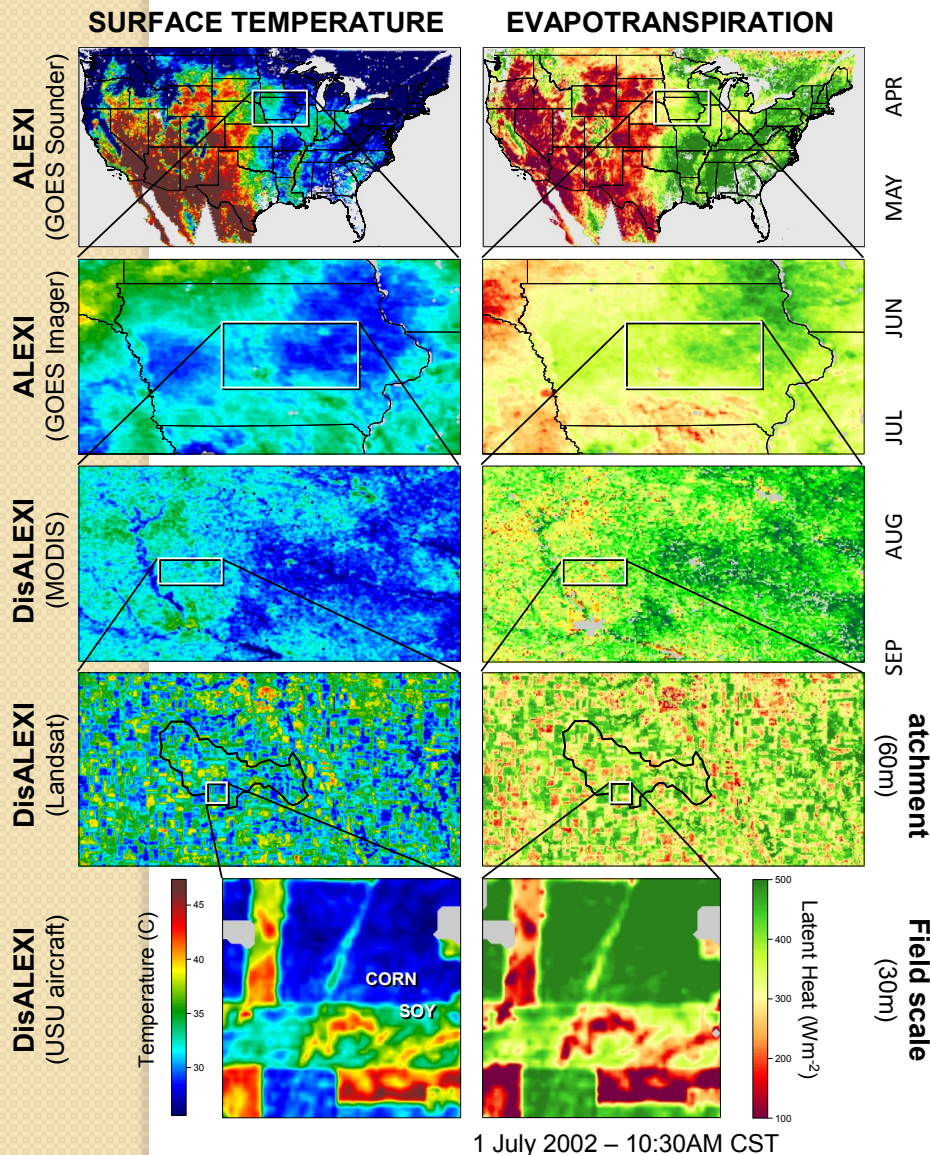 SURFACE TEMPERATURE
EVAPOTRANSPIRATION
ALEXI
(GOES Sounder)
APR
MAY
ALEXI
(GOES Imager)
JUN
JUL
DisALEXI
(MODIS)
AUG
SEP
DisALEXI
(Landsat)
atchment
(60m)
DisALEXI
(USU aircraft)
Temperature (C)
45
40
35
30
CORN
SOY
500
400
300
200
100
Latent Heat (Wm-2)
Field scale
(30m)
1 July 2002 – 10:30AM CST